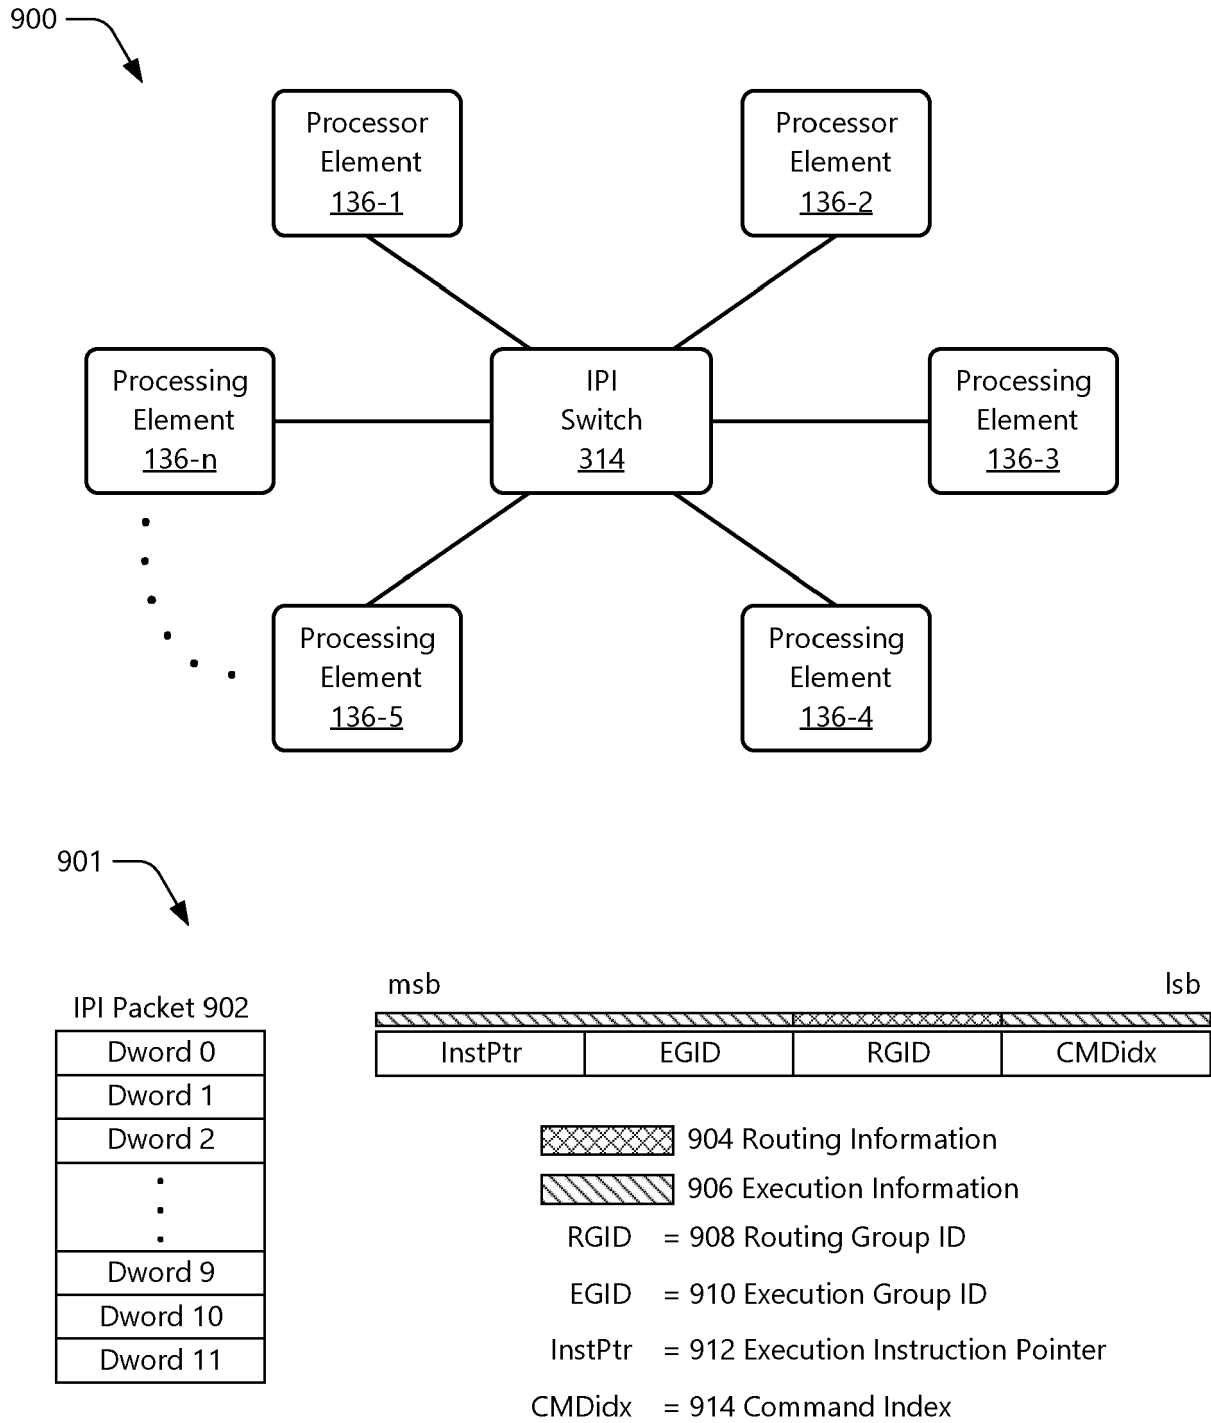 900
Processor
Element
136-1
Processor
Element
136-2
Processing
Element
136-n
IPI
Switch
314
Processing
Element
136-3
Processing
Element
136-5
Processing
Element
136-4
901
IPI Packet 902
Dword 0
Dword 1
Dword 2
Dword 9
Dword 10
Dword 11
msb lsb
InstPtr EGID RGID CMDidx
904 Routing Information
906 Execution Information
RGID = 908 Routing Group ID
EGID = 910 Execution Group ID
InstPtr = 912 Execution Instruction Pointer
CMDidx = 914 Command Index